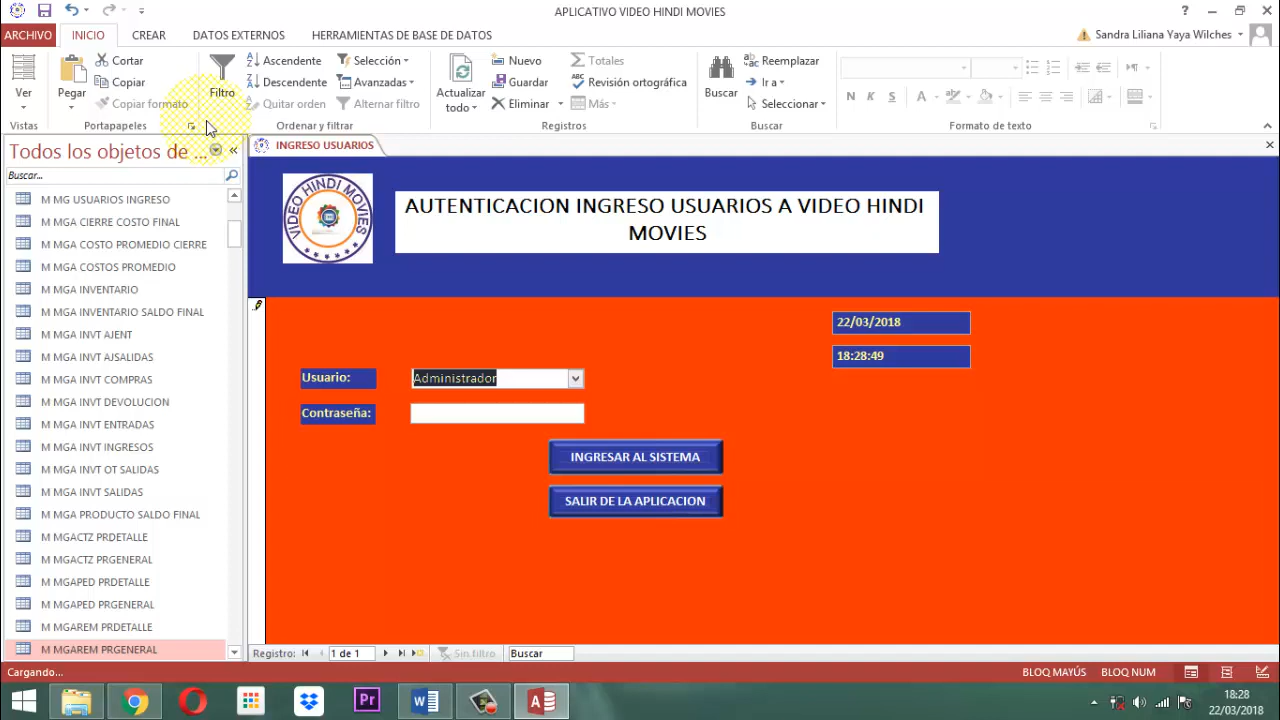 APLICATIVO VIDEO HINDI MOVIES
?
ARCHIVO INICIO CREAR DATOS EXTERNOS HERRAMIENTAS DE BASE DE DATOS Sandra Liliana Yaya Wilches
Ver
Pegar
Cortar
Copiar
Copiar formato
Filtro
Ascendente
Descendente
Quitar orden
Selección
Avanzadas
Alternar filtro
Actualizar
todo
Nuevo
Guardar
Eliminar
Totales
Revisión ortográfica
Más
Buscar
Reemplazar
Ir a
Seleccionar
N K S A
Vistas Portapapeles Ordenar y filtrar Registros Buscar Formato de texto
Todos los objetos de ...
Buscar...
M MG USUARIOS INGRESO
M MGA CIERRE COSTO FINAL
M MGA COSTO PROMEDIO CIERRE
M MGA COSTOS PROMEDIO
M MGA INVENTARIO
M MGA INVENTARIO SALDO FINAL
M MGA INVT AJENT
M MGA INVT AJSALIDAS
M MGA INVT COMPRAS
M MGA INVT DEVOLUCION
M MGA INVT ENTRADAS
M MGA INVT INGRESOS
M MGA INVT OT SALIDAS
M MGA INVT SALIDAS
M MGA PRODUCTO SALDO FINAL
M MGACTZ PRDETALLE
M MGACTZ PRGENERAL
M MGAPED PRDETALLE
M MGAPED PRGENERAL
M MGAREM PRDETALLE
M MGAREM PRGENERAL
INGRESO USUARIOS
VIDEO HINDI MOVIES
AUTENTICACION INGRESO USUARIOS A VIDEO HINDI
MOVIES
22/03/2018
18:28:49
Usuario: Administrador
Contraseña:
INGRESAR AL SISTEMA
SALIR DE LA APLICACION
Registro: 1 de 1 Sin filtro Buscar
Cargando... BLOQ MAYÚS BLOQ NUM
Pr
18:28
22/03/2018